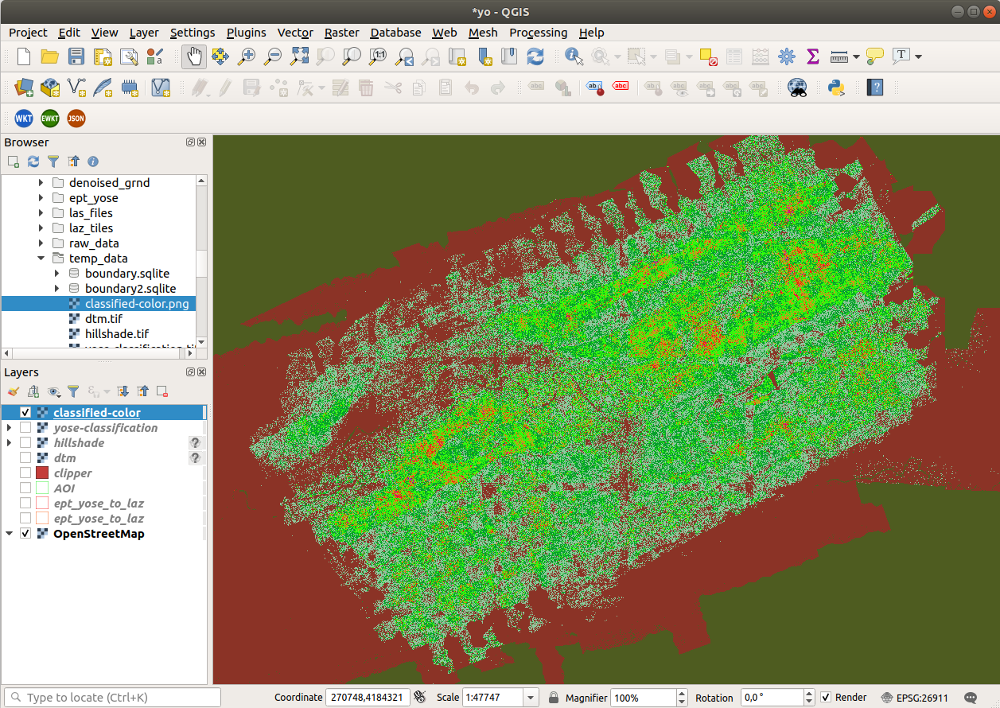 *yo - QGIS
Project Edit View Layer Settings Plugins Vector Raster Database Web Mesh Processing Help
WKT EWKT JSON
Browser
denoised_grnd
ept_yose
las_files
laz_tiles
raw_data
temp_data
boundary.sqlite
boundary2.sqlite
classified-color.png
dtm.tif
hillshade.tif
Layers
classified-color
yose-classification
hillshade ?
dtm ?
clipper
AOI
ept_yose_to_laz
ept_yose_to_laz
OpenStreetMap
Type to locate (Ctrl+K) Coordinate 270748,4184321 Scale 1:47747 Magnifier 100% Rotation 0,0 ° Render EPSG:26911